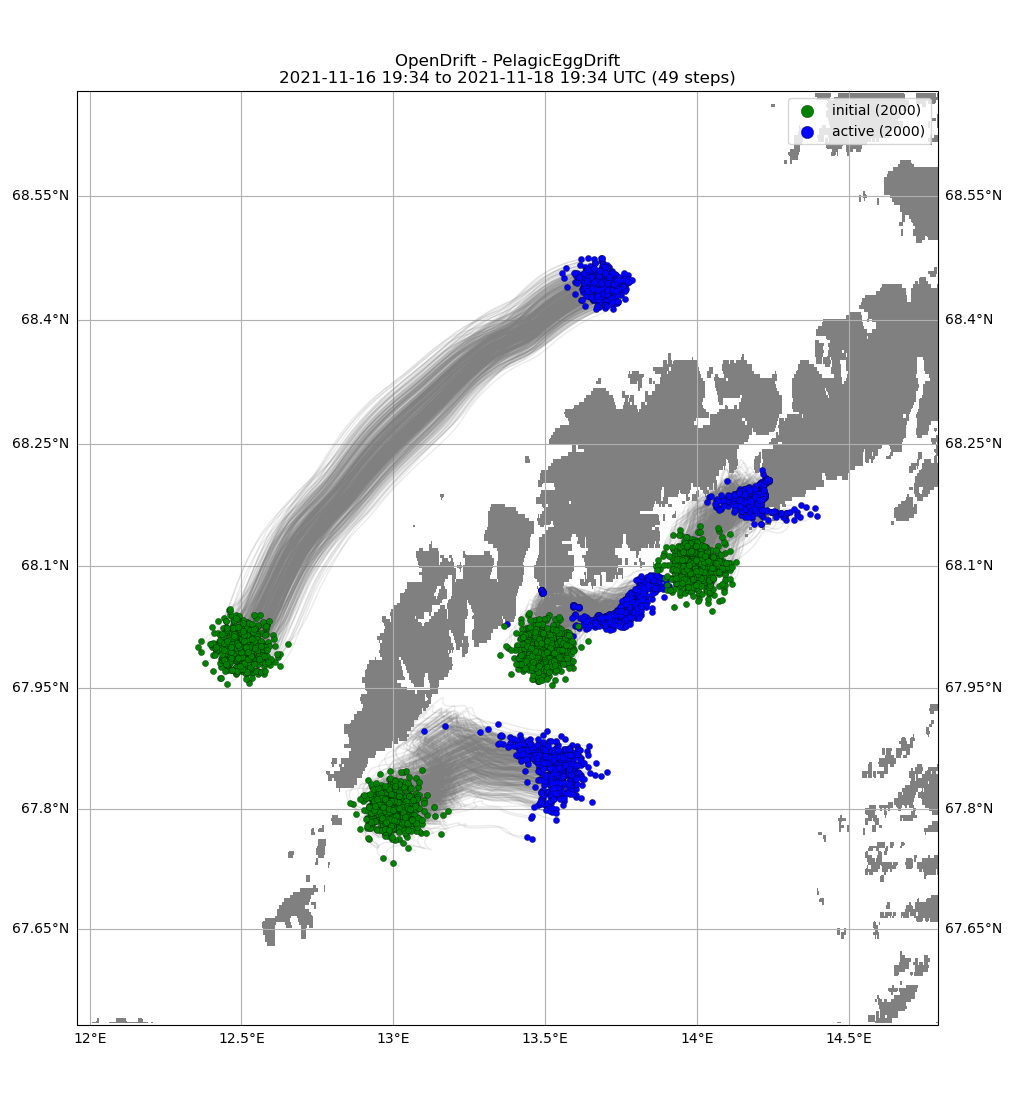 OpenDrift - PelagicEggDrift
2021-11-16 19:34 to 2021-11-18 19:34 UTC (49 steps)
initial (2000)
active (2000)
68.55°N 68.55°N
68.4°N 68.4°N
68.25°N 68.25°N
68.1°N 68.1°N
67.95°N 67.95°N
67.8°N 67.8°N
67.65°N 67.65°N
12°E 12.5°E 13°E 13.5°E 14°E 14.5°E